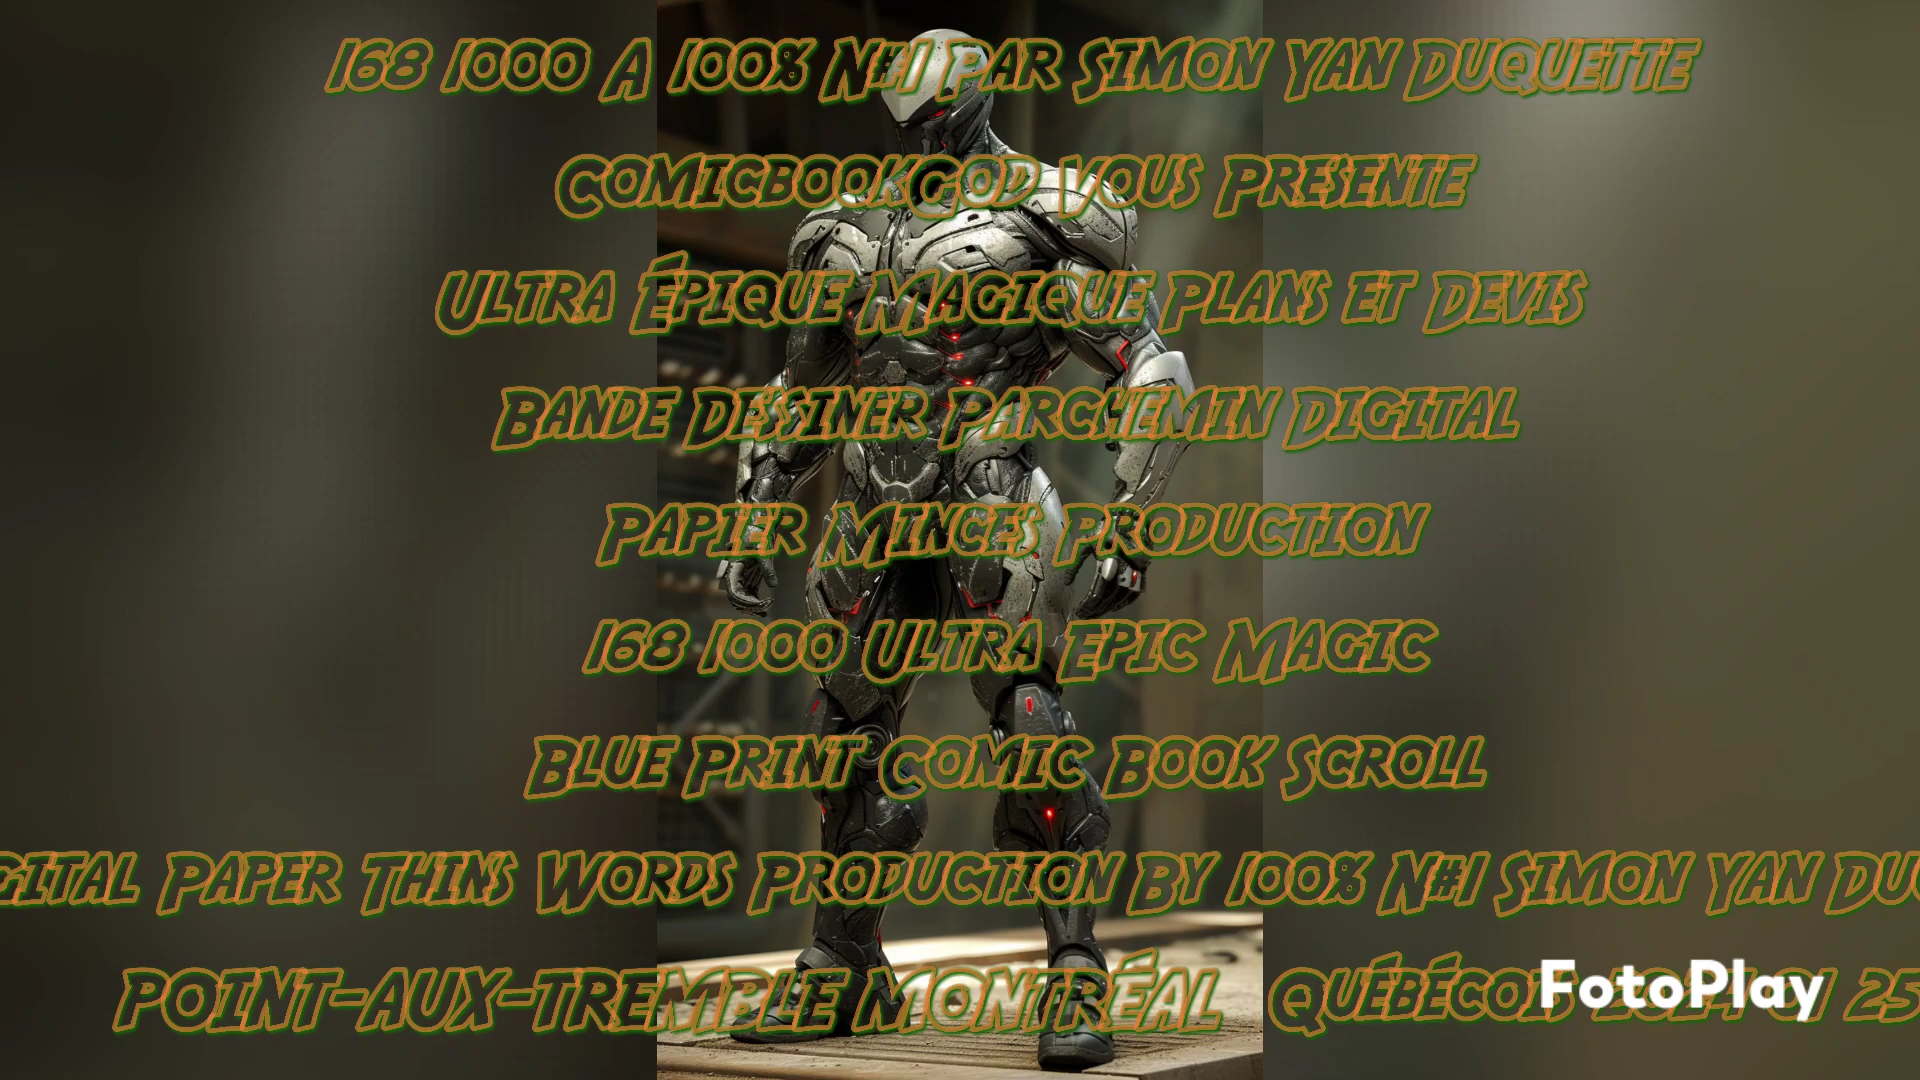 168 1000 A 100% N#1 Par Simon Yan Duquette
ComicbookGod Vous Presente
Ultra Épique Magique Plans et Devis
Bande Dessiner Parchemin Digital
Papier Minces Production
168 1000 Ultra Epic Magic
Blue Print Comic Book Scroll
Paper Thins Words Production By 100% N#1 Simon Yan
POINT-AUX-TREMBLE MONTRÉAL Québécois
FotoPlay